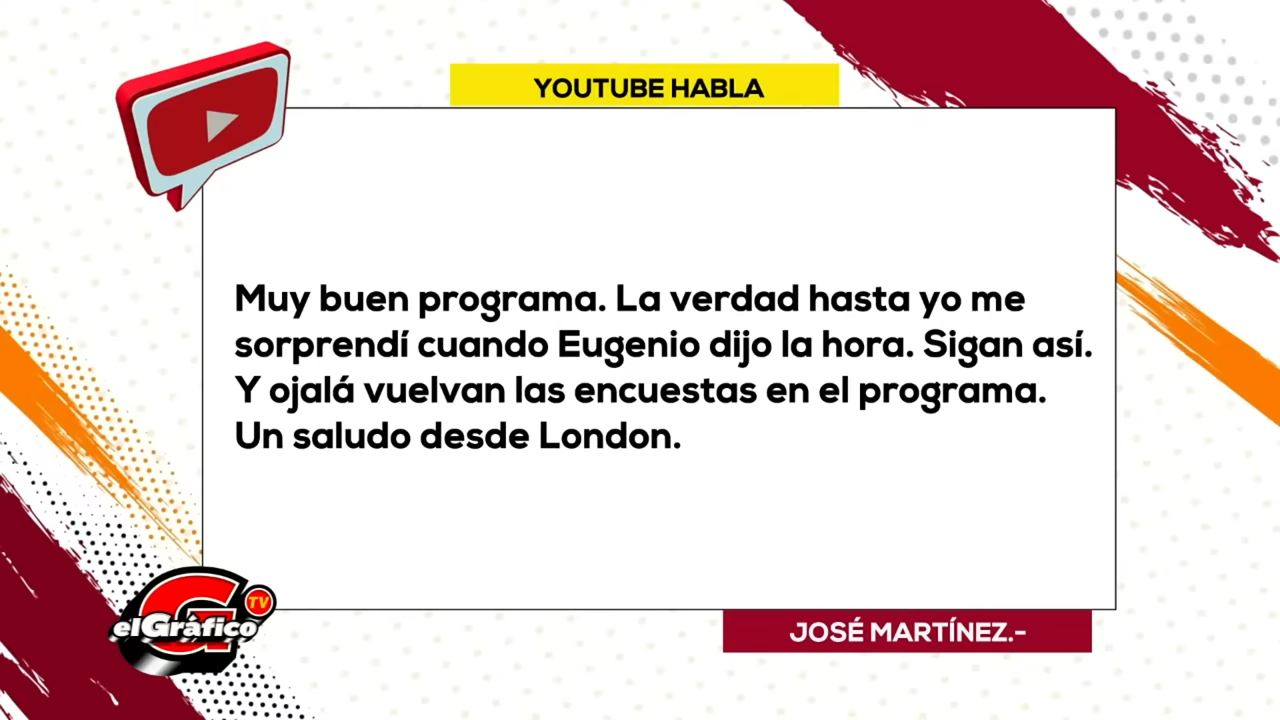 YOUTUBE HABLA
Muy buen programa. La verdad hasta yo me
sorprendí cuando Eugenio dijo la hora. Sigan así.
Y ojalá vuelvan las encuestas en el programa.
Un saludo desde London.
TV
elGráfico
JOSÉ MARTÍNEZ.-